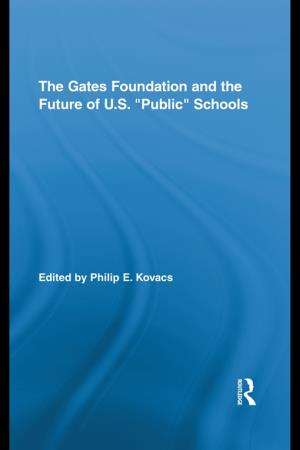 The Gates Foundation and the
Future of U.S. "Public" Schools
Edited by Philip E. Kovacs
ROUTLEDGE